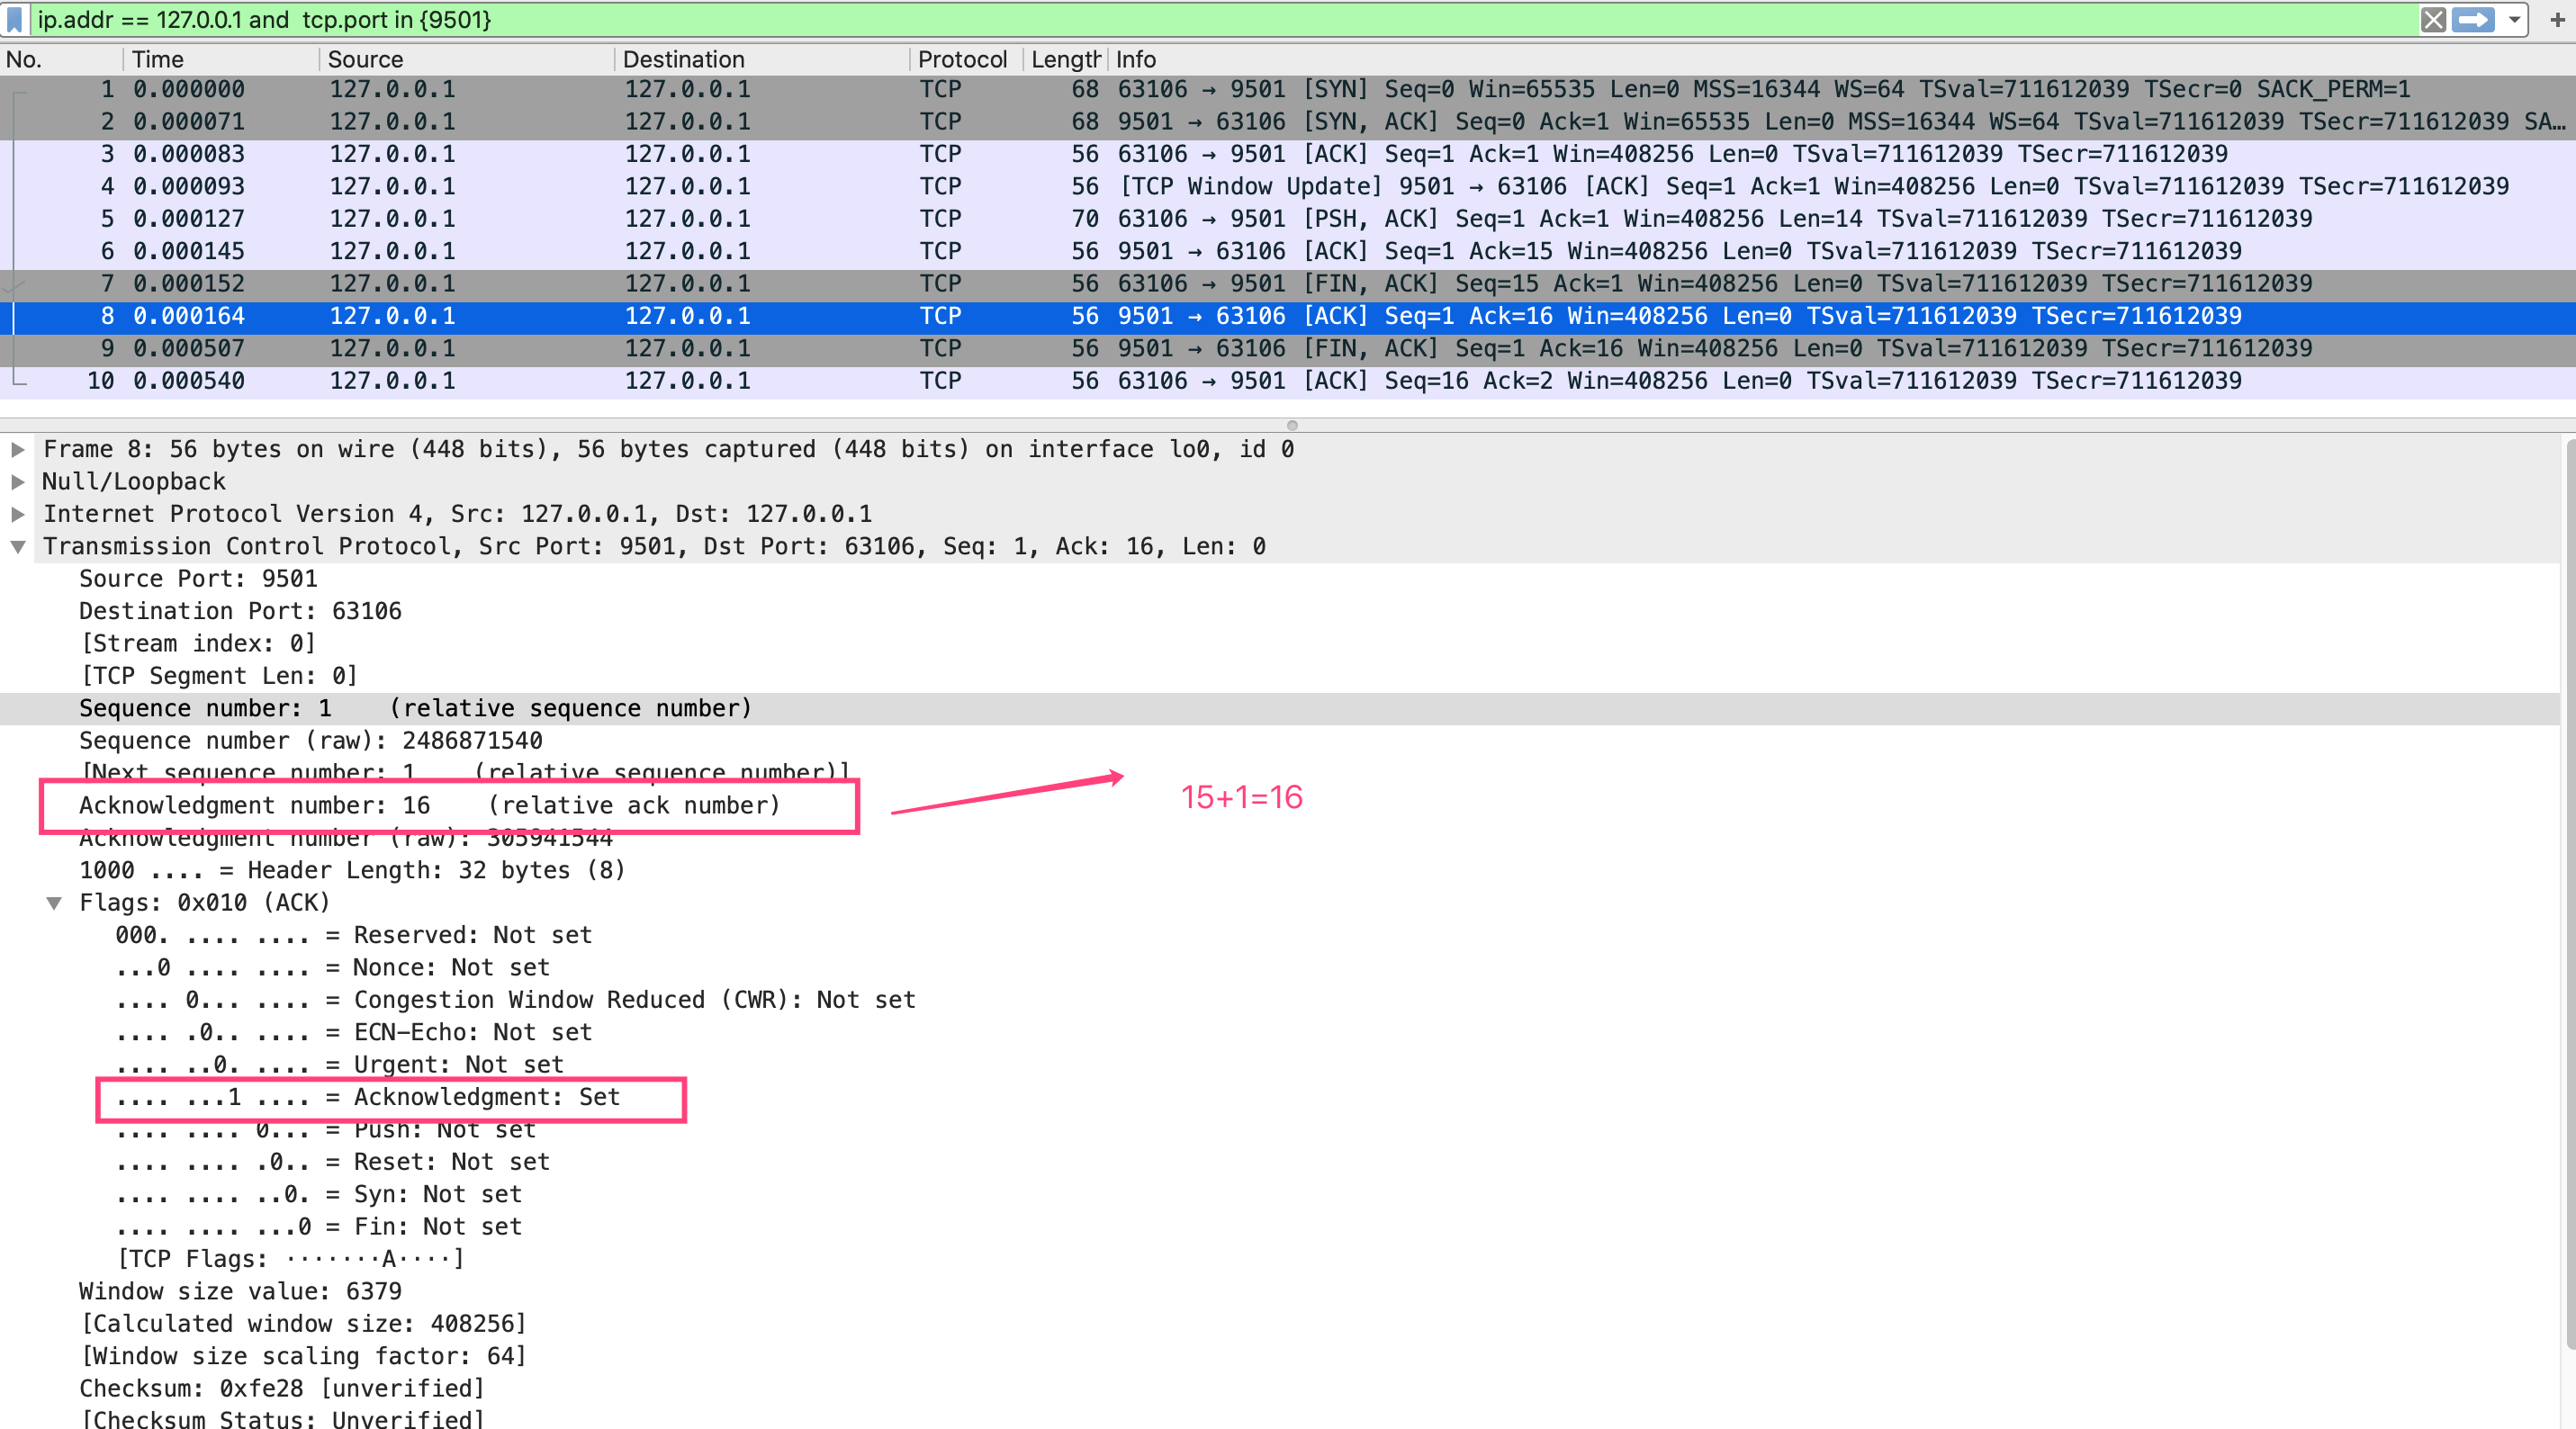 ip.addr == 127.0.0.1 and  tcp.port in {9501}
No. Time Source Destination Protocol Length Info
1 0.000000 127.0.0.1 127.0.0.1 TCP 68 63106 → 9501 [SYN] Seq=0 Win=65535 Len=0 MSS=16344 WS=64 TSval=711612039 TSecr=0 SACK_PERM=1
2 0.000071 127.0.0.1 127.0.0.1 TCP 68 9501 → 63106 [SYN, ACK] Seq=0 Ack=1 Win=65535 Len=0 MSS=16344 WS=64 TSval=711612039 TSecr=711612039 SA…
3 0.000083 127.0.0.1 127.0.0.1 TCP 56 63106 → 9501 [ACK] Seq=1 Ack=1 Win=408256 Len=0 TSval=711612039 TSecr=711612039
4 0.000093 127.0.0.1 127.0.0.1 TCP 56 [TCP Window Update] 9501 → 63106 [ACK] Seq=1 Ack=1 Win=408256 Len=0 TSval=711612039 TSecr=711612039
5 0.000127 127.0.0.1 127.0.0.1 TCP 70 63106 → 9501 [PSH, ACK] Seq=1 Ack=1 Win=408256 Len=14 TSval=711612039 TSecr=711612039
6 0.000145 127.0.0.1 127.0.0.1 TCP 56 9501 → 63106 [ACK] Seq=1 Ack=15 Win=408256 Len=0 TSval=711612039 TSecr=711612039
7 0.000152 127.0.0.1 127.0.0.1 TCP 56 63106 → 9501 [FIN, ACK] Seq=15 Ack=1 Win=408256 Len=0 TSval=711612039 TSecr=711612039
8 0.000164 127.0.0.1 127.0.0.1 TCP 56 9501 → 63106 [ACK] Seq=1 Ack=16 Win=408256 Len=0 TSval=711612039 TSecr=711612039
9 0.000507 127.0.0.1 127.0.0.1 TCP 56 9501 → 63106 [FIN, ACK] Seq=1 Ack=16 Win=408256 Len=0 TSval=711612039 TSecr=711612039
10 0.000540 127.0.0.1 127.0.0.1 TCP 56 63106 → 9501 [ACK] Seq=16 Ack=2 Win=408256 Len=0 TSval=711612039 TSecr=711612039
Frame 8: 56 bytes on wire (448 bits), 56 bytes captured (448 bits) on interface lo0, id 0
Null/Loopback
Internet Protocol Version 4, Src: 127.0.0.1, Dst: 127.0.0.1
Transmission Control Protocol, Src Port: 9501, Dst Port: 63106, Seq: 1, Ack: 16, Len: 0
Source Port: 9501
Destination Port: 63106
[Stream index: 0]
[TCP Segment Len: 0]
Sequence number: 1    (relative sequence number)
Sequence number (raw): 2486871540
[Next sequence number: 1    (relative sequence number)]
Acknowledgment number: 16    (relative ack number)
15+1=16
Acknowledgment number (raw): 305941544
1000 .... = Header Length: 32 bytes (8)
Flags: 0x010 (ACK)
000. .... .... = Reserved: Not set
...0 .... .... = Nonce: Not set
.... 0... .... = Congestion Window Reduced (CWR): Not set
.... .0.. .... = ECN-Echo: Not set
.... ..0. .... = Urgent: Not set
.... ...1 .... = Acknowledgment: Set
.... .... 0... = Push: Not set
.... .... .0.. = Reset: Not set
.... .... ..0. = Syn: Not set
.... .... ...0 = Fin: Not set
[TCP Flags: ·······A····]
Window size value: 6379
[Calculated window size: 408256]
[Window size scaling factor: 64]
Checksum: 0xfe28 [unverified]
[Checksum Status: Unverified]